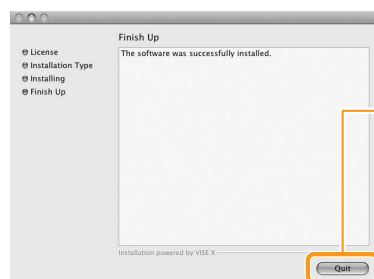 Finish Up
License
Installation Type
Installing
Finish Up
The software was successfully installed.
Installation powered by VISE X
Quit